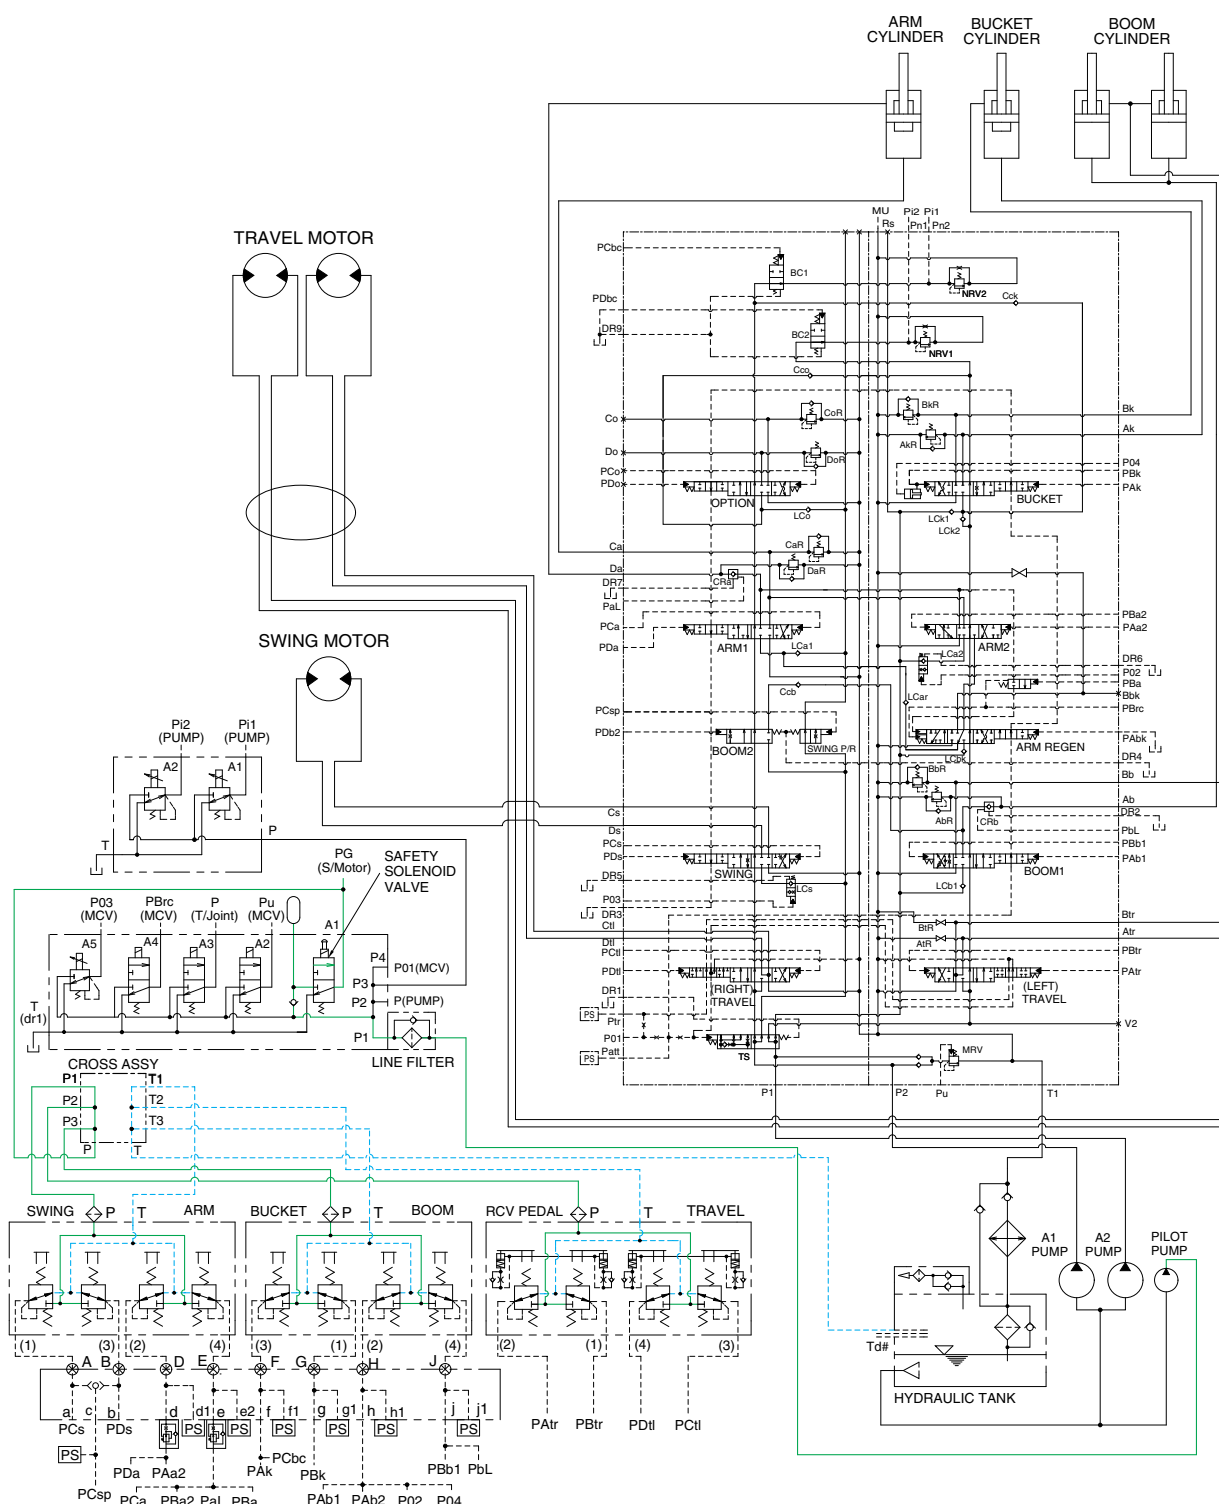 ARM
CYLINDER
BUCKET
CYLINDER
BOOM
CYLINDER
MU
Rs
Pi2
Pi1
Pn1
Pn2
TRAVEL MOTOR
PCbc
BC1
NRV2
Cck
PDbc
DR9
BC2
NRV1
Cco
Co
CoR
BkR
Bk
AkR
Ak
Do
DoR
PCo
PDo
P04
PBk
PAk
OPTION
BUCKET
LCo
LCk1
LCk2
Ca
CaR
Da
DaR
DR7
CRa
PaL
PBa2
PCa
PAa2
PDa
ARM1
LCa1
ARM2
LCa2
DR6
P02
PBa
Ccb
LCar
Bbk
PCsp
PBrc
PDb2
BOOM2
SWING P/R
ARM REGEN
PAbk
LCbk
DR4
Bb
BbR
AbR
CRb
Ab
DR2
PbL
SWING MOTOR
Pi2
(PUMP)
Pi1
(PUMP)
A2
A1
P
T
Cs
Ds
PCs
PDs
SWING
BOOM1
PBb1
PAb1
DR5
LCs
LCb1
P03
DR3
Ctl
BtR
Btr
Dtl
AtR
Atr
PCtl
PBtr
PDtl
PAtr
(RIGHT)
TRAVEL
(LEFT)
TRAVEL
DR1
PS
Ptr
P01
V2
PS
Patt
TS
MRV
P1
P2
Pu
T1
PG
(S/Motor)
SAFETY
SOLENOID
VALVE
P03
(MCV)
PBrc
(MCV)
P
(T/Joint)
Pu
(MCV)
A1
A5
A4
A3
A2
P4
P01(MCV)
P3
P2
P(PUMP)
T
(dr1)
P1
LINE FILTER
CROSS ASSY
P1
T1
P2
T2
P3
T3
P
T
SWING
P
T
ARM
BUCKET
P
T
BOOM
RCV PEDAL
P
T
TRAVEL
A1
PUMP
A2
PUMP
PILOT
PUMP
(1)
(3)
(2)
(4)
(3)
(1)
(2)
(4)
(2)
(1)
(4)
(3)
Td#
HYDRAULIC TANK
A
B
D
E
F
G
H
J
a
c
b
d
d1
e
e2
f
f1
g
g1
h
h1
j
j1
PCs
PDs
PS
PS
PS
PS
PS
PS
PS
PAtr
PBtr
PDtl
PCtl
PDa
PAa2
PCbc
PAk
PBk
PBb1
PbL
PCsp
PCa
PBa2
PaL
PBa
PAb1
PAb2
P02
P04